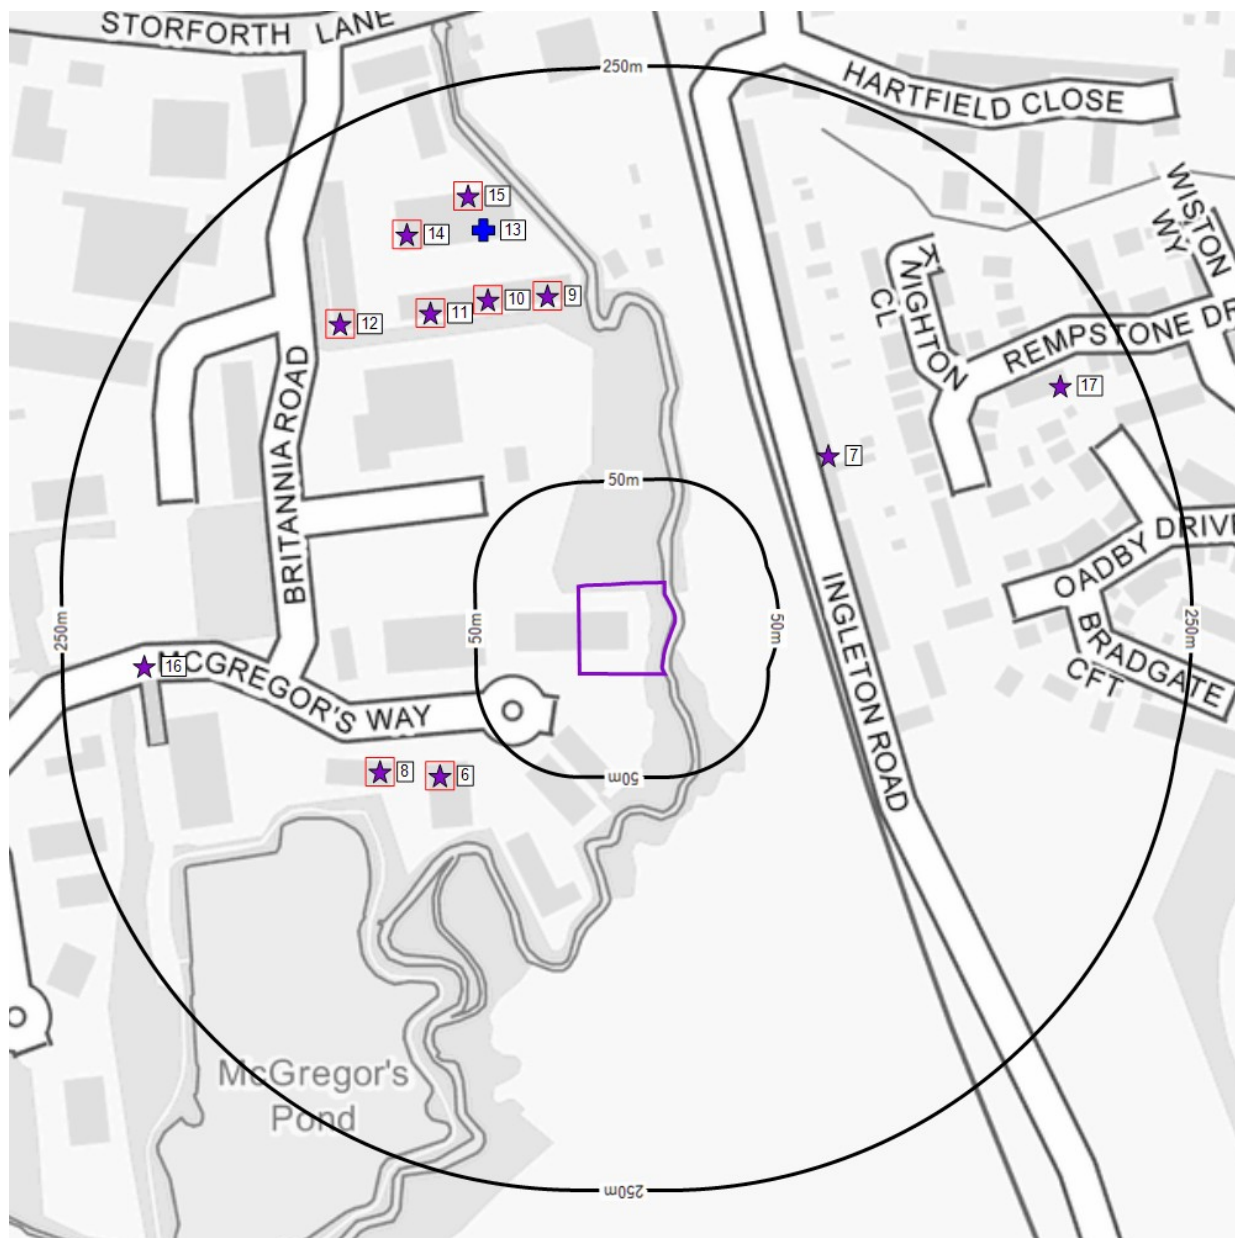 STORFORTH LANE
250m
HARTFIELD CLOSE
WISTON
WY
15
14
13
KNIGHTON
CL
12
11
10
9
REMPSTONE DR
17
BRITANNIA ROAD
7
50m
OADBY DRIVE
INGLETON ROAD
250m
50m
50m
250m
BRADGATE
CFT
16
MCGREGOR'S WAY
8
6
50m
McGregor's
Pond
250m